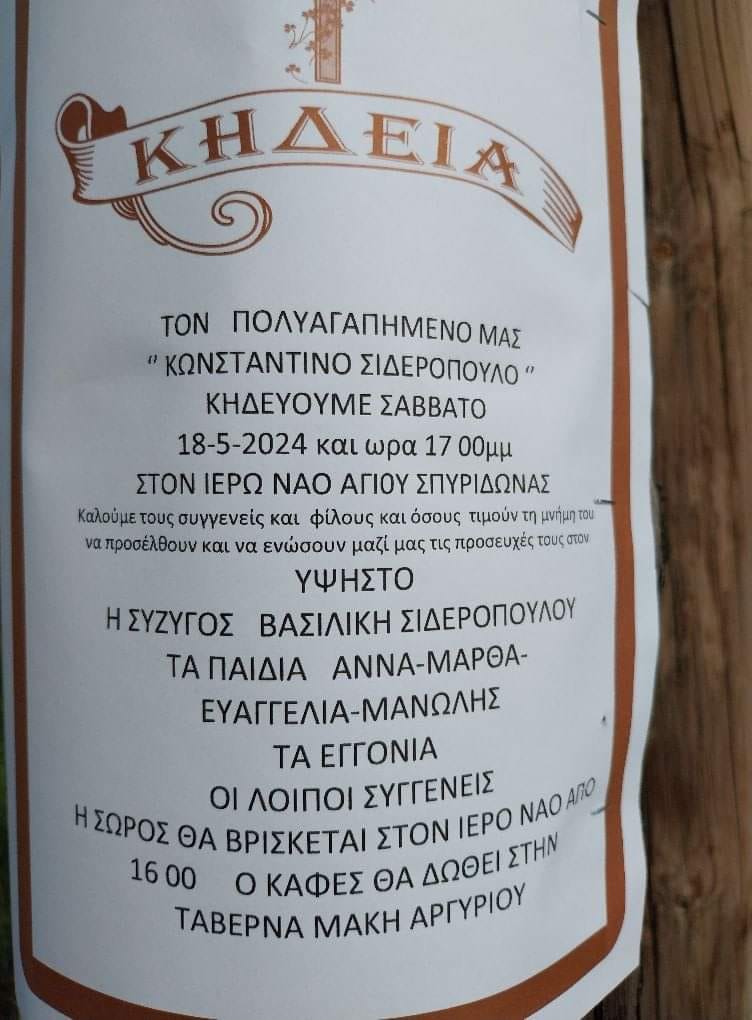 ΚΗΔΕΙΑ
ΤΟΝ ΠΟΛΥΑΓΑΠΗΜΕΝΟ ΜΑΣ
“ ΚΩΝΣΤΑΝΤΙΝΟ ΣΙΔΕΡΟΠΟΥΛΟ “
ΚΗΔΕΥΟΥΜΕ ΣΑΒΒΑΤΟ
18-5-2024 και ωρα 17 00μμ
ΣΤΟΝ ΙΕΡΩ ΝΑΟ ΑΓΙΟΥ ΣΠΥΡΙΔΩΝΑΣ
Καλούμε τους συγγενείς και φίλους και όσους τιμούν τη μνήμη του
να προσέλθουν και να ενώσουν μαζί μας τις προσευχές τους στον
ΥΨΗΣΤΟ
Η ΣΥΖΥΓΟΣ ΒΑΣΙΛΙΚΗ ΣΙΔΕΡΟΠΟΥΛΟΥ
ΤΑ ΠΑΙΔΙΑ ΑΝΝΑ-ΜΑΡΘΑ-
ΕΥΑΓΓΕΛΙΑ-ΜΑΝΩΛΗΣ
ΤΑ ΕΓΓΟΝΙΑ
ΟΙ ΛΟΙΠΟΙ ΣΥΓΓΕΝΕΙΣ
Η ΣΩΡΟΣ ΘΑ ΒΡΙΣΚΕΤΑΙ ΣΤΟΝ ΙΕΡΟ ΝΑΟ ΑΠΟ
16 00 Ο ΚΑΦΕΣ ΘΑ ΔΩΘΕΙ ΣΤΗΝ
ΤΑΒΕΡΝΑ ΜΑΚΗ ΑΡΓΥΡΙΟΥ